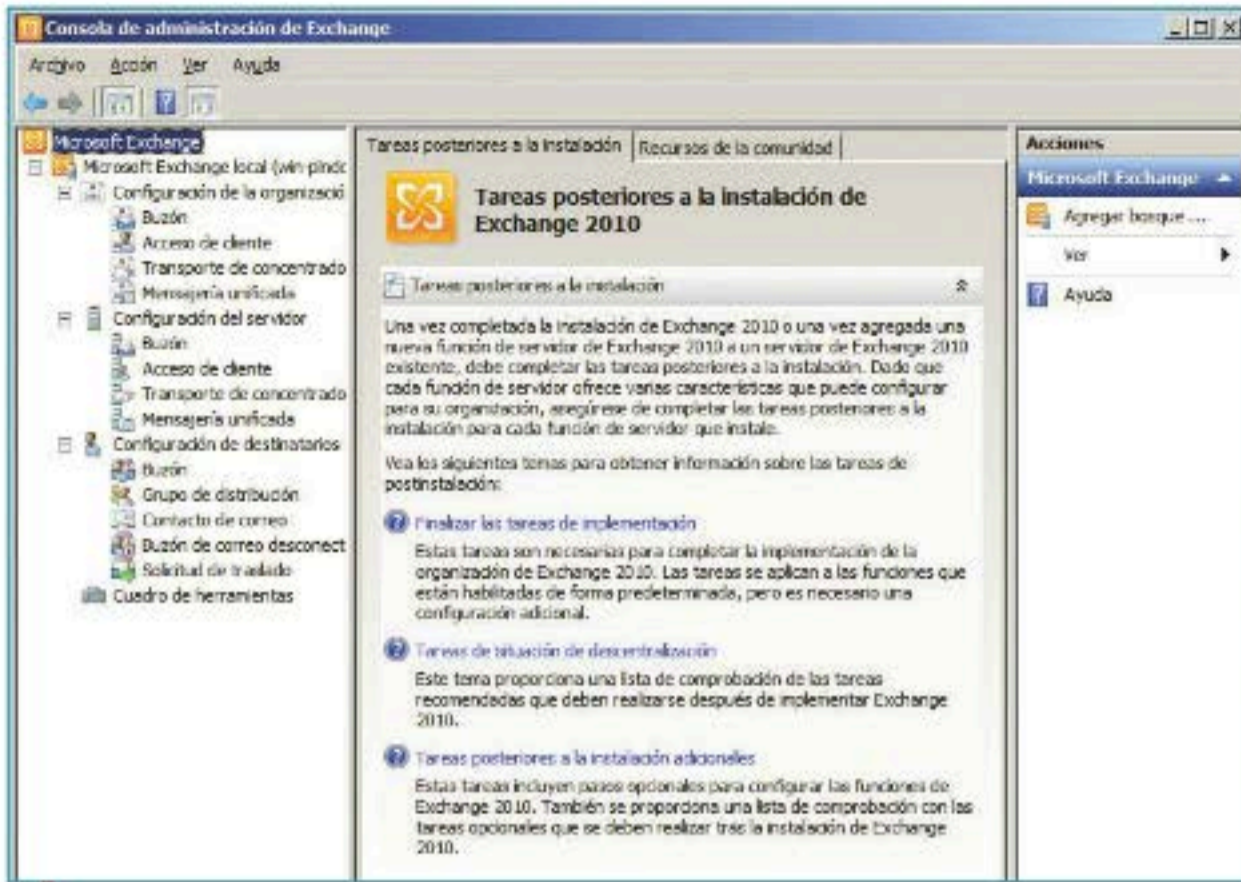 Consola de administración de Exchange
Archivo Acción Ver Ayuda
Microsoft Exchange
Microsoft Exchange local (win-pindc
Configuración de la organizació
Buzón
Acceso de cliente
Transporte de concentrado
Mensajería unificada
Configuración del servidor
Buzón
Acceso de cliente
Transporte de concentrado
Mensajería unificada
Configuración de destinatarios
Buzón
Grupo de distribución
Contacto de correo
Buzón de correo desconect
Solicitud de traslado
Cuadro de herramientas
Tareas posteriores a la instalación
Recursos de la comunidad
Tareas posteriores a la instalación de
Exchange 2010
Tareas posteriores a la instalación
Una vez completada la instalación de Exchange 2010 o una vez agregada una
nueva función de servidor de Exchange 2010 a un servidor de Exchange 2010
existente, debe completar las tareas posteriores a la instalación. Dado que
cada función de servidor ofrece varias características que puede configurar
para su organización, asegúrese de completar las tareas posteriores a la
instalación para cada función de servidor que instale.
Vea los siguientes temas para obtener información sobre las tareas de
postinstalación:
Finalizar las tareas de implementación
Estas tareas son necesarias para completar la implementación de la
organización de Exchange 2010. Las tareas se aplican a las funciones que
están habilitadas de forma predeterminada, pero es necesario una
configuración adicional.
Tareas de situación de descentralización
Este tema proporciona una lista de comprobación de las tareas
recomendadas que deben realizarse después de implementar Exchange
2010.
Tareas posteriores a la instalación adicionales
Estas tareas incluyen pasos opcionales para configurar las funciones de
Exchange 2010. También se proporciona una lista de comprobación con las
tareas opcionales que se deben realizar tras la instalación de Exchange
2010.
Acciones
Microsoft Exchange
Agregar bosque ...
Ver
Ayuda